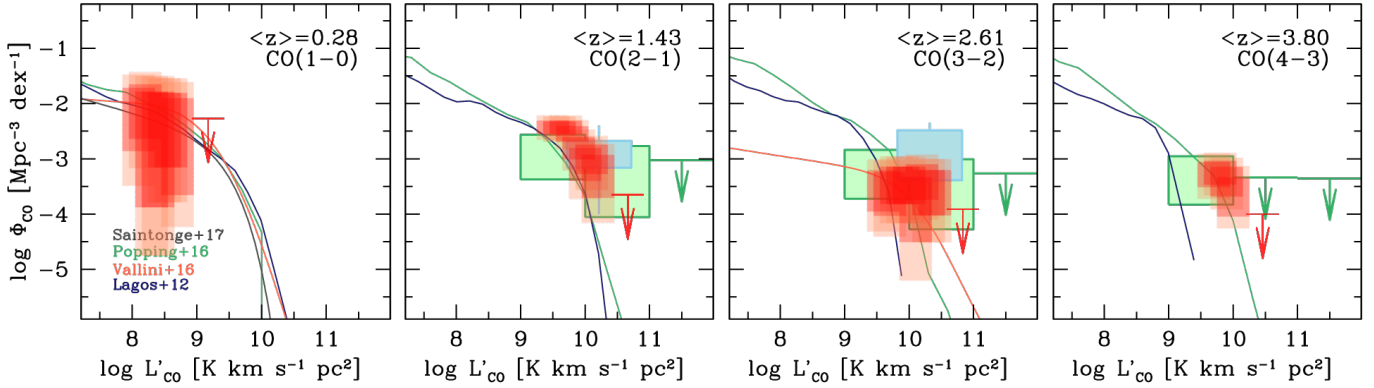 <z>=0.28
CO(1−0)
<z>=1.43
CO(2−1)
<z>=2.61
CO(3−2)
<z>=3.80
CO(4−3)
log Φ_CO [Mpc⁻³ dex⁻¹]
−1
−2
−3
−4
−5
Saintonge+17
Popping+16
Vallini+16
Lagos+12
8 9 10 11 8 9 10 11 8 9 10 11 8 9 10 11
log L'_CO [K km s⁻¹ pc²] log L'_CO [K km s⁻¹ pc²] log L'_CO [K km s⁻¹ pc²] log L'_CO [K km s⁻¹ pc²]